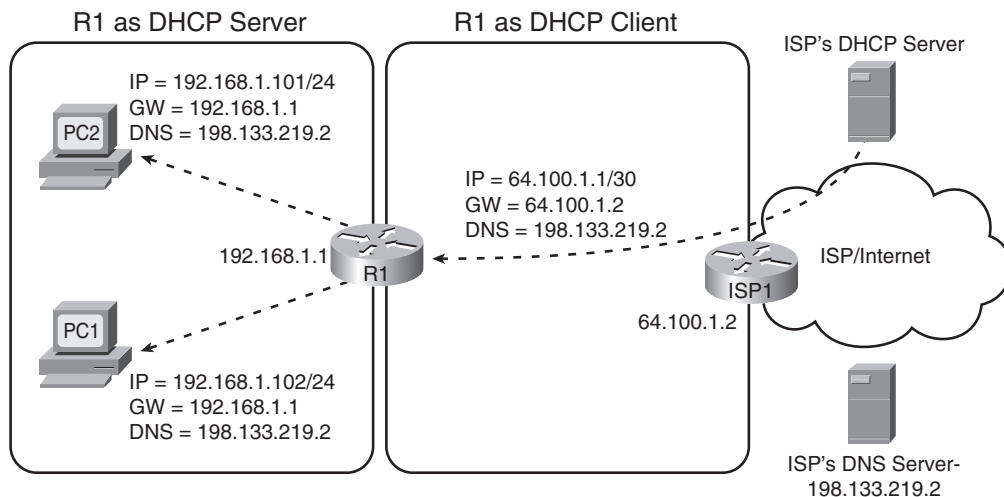 R1 as DHCP Server
R1 as DHCP Client
ISP's DHCP Server
IP = 192.168.1.101/24
GW = 192.168.1.1
DNS = 198.133.219.2
PC2
IP = 64.100.1.1/30
GW = 64.100.1.2
DNS = 198.133.219.2
192.168.1.1
R1
ISP/Internet
ISP1
64.100.1.2
PC1
IP = 192.168.1.102/24
GW = 192.168.1.1
DNS = 198.133.219.2
ISP's DNS Server-
198.133.219.2